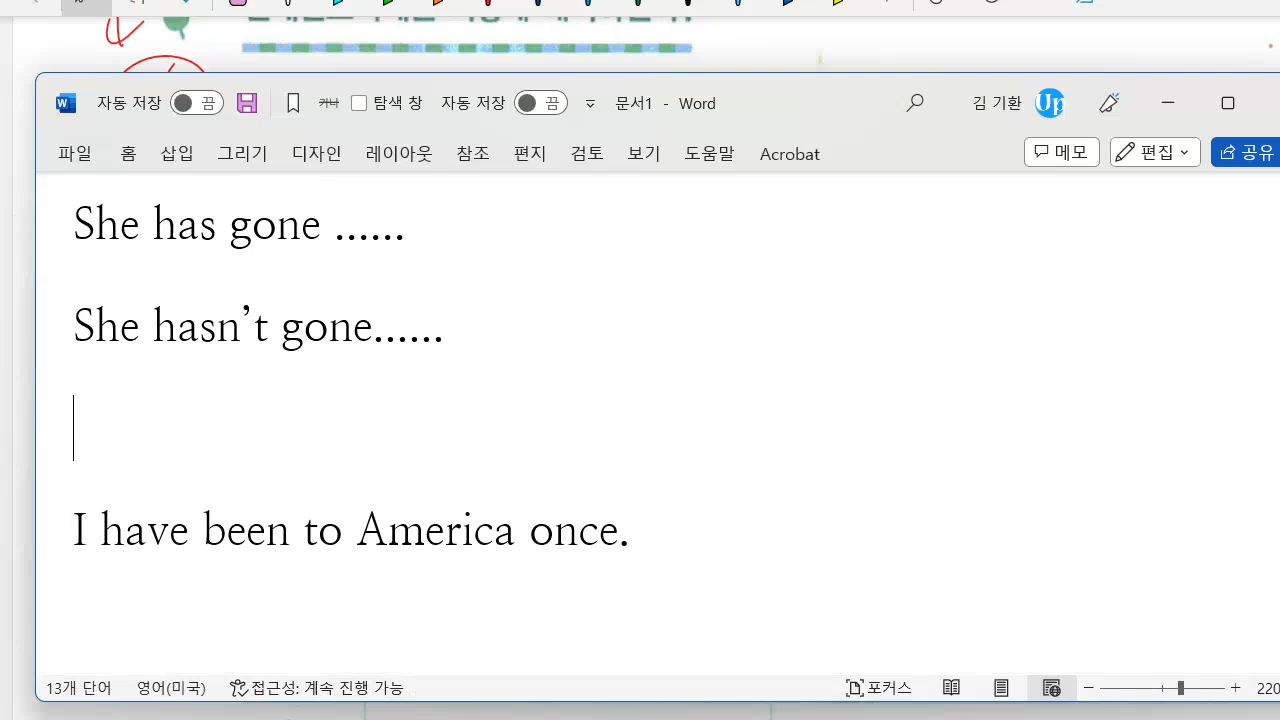 자동 저장 끔 가나 탐색 창 자동 저장 끔 문서1 - Word 김 기환 Up
파일 홈 삽입 그리기 디자인 레이아웃 참조 편지 검토 보기 도움말 Acrobat 메모 편집 공유
She has gone ......
She hasn’t gone......
I have been to America once.
13개 단어 영어(미국) 접근성: 계속 진행 가능 포커스 220